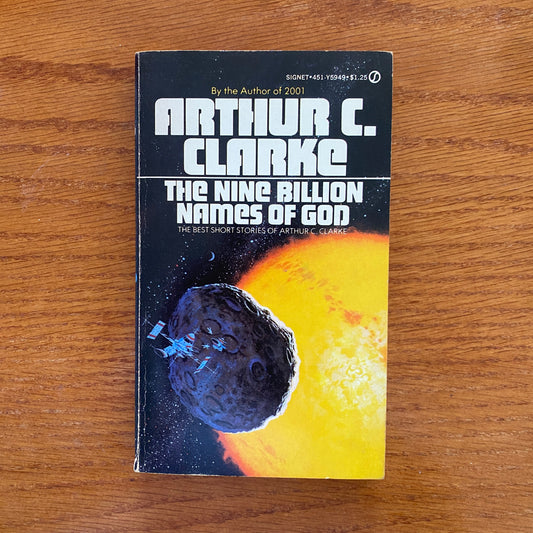 SIGNET•451-Y5949•$1.25
By the Author of 2001
ARTHUR C.
CLARKE
THE NINE BILLION
NAMES OF GOD
THE BEST SHORT STORIES OF ARTHUR C. CLARKE